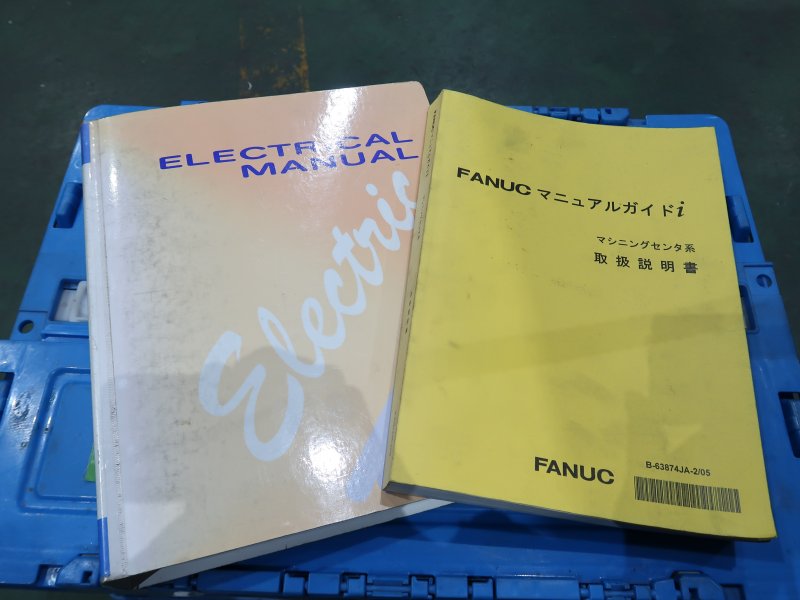 ELECTRICAL
MANUAL
Electric
FANUC マニュアルガイドi
マシニングセンタ系
取扱説明書
FANUC
B-63874JA-2/05